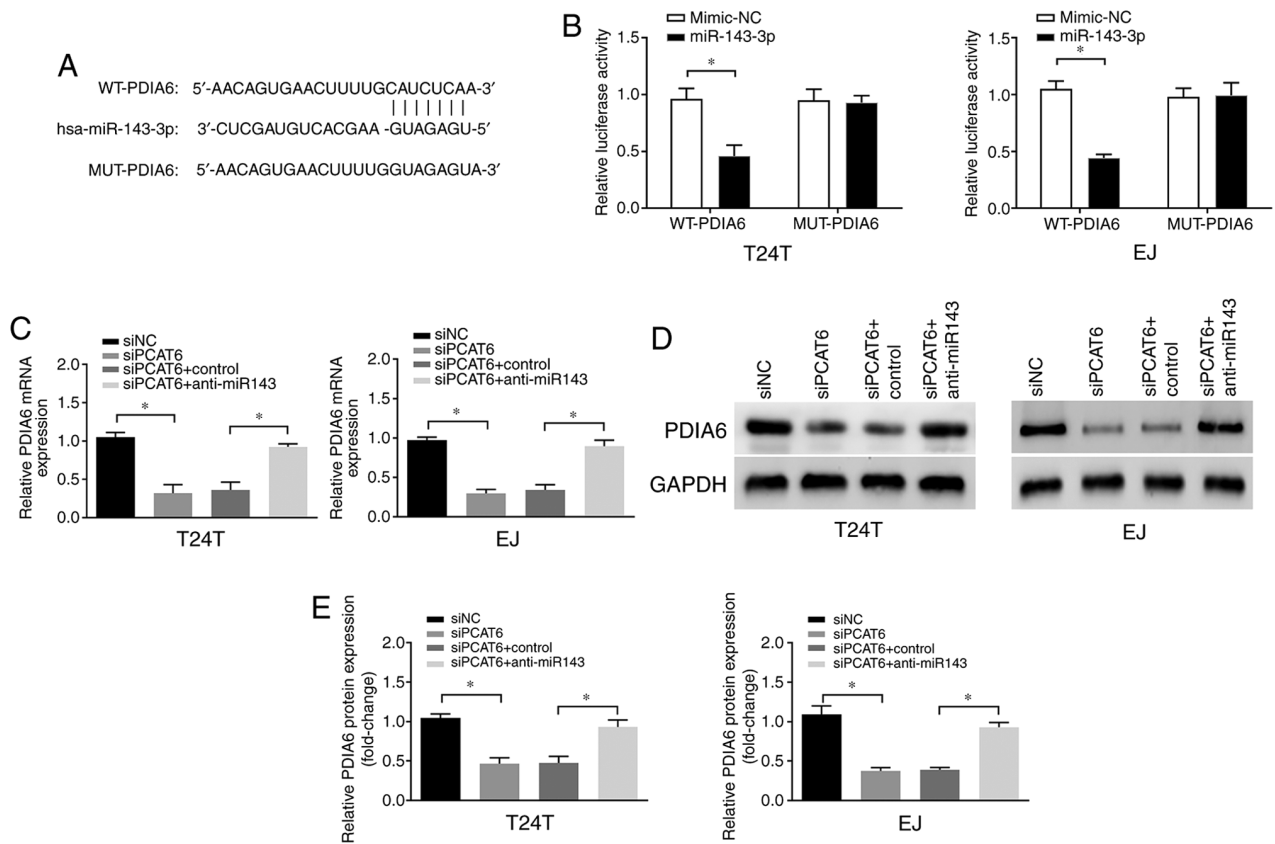 A
WT-PDIA6: 5′-AACAGUGAACUUUUGCAUCUCAA-3′
hsa-miR-143-3p: 3′-CUCGAUGUCACGAA -GUAGAGU-5′
MUT-PDIA6: 5′-AACAGUGAACUUUUGGUAGAGUA-3′
B
Mimic-NC
miR-143-3p
Relative luciferase activity
1.5
1.0
0.5
0.0
*
WT-PDIA6 MUT-PDIA6
T24T
Mimic-NC
miR-143-3p
Relative luciferase activity
1.5
1.0
0.5
0.0
*
WT-PDIA6 MUT-PDIA6
EJ
C
siNC
siPCAT6
siPCAT6+control
siPCAT6+anti-miR143
Relative PDIA6 mRNA
expression
2.0
1.5
1.0
0.5
0.0
* *
T24T
siNC
siPCAT6
siPCAT6+control
siPCAT6+anti-miR143
Relative PDIA6 mRNA
expression
2.0
1.5
1.0
0.5
0.0
* *
EJ
D
siNC
siPCAT6
siPCAT6+
control
siPCAT6+
anti-miR143
siNC
siPCAT6
siPCAT6+
control
siPCAT6+
anti-miR143
PDIA6
GAPDH
T24T
EJ
E
siNC
siPCAT6
siPCAT6+control
siPCAT6+anti-miR143
Relative PDIA6 protein expression
(fold-change)
2.0
1.5
1.0
0.5
0.0
* *
T24T
siNC
siPCAT6
siPCAT6+control
siPCAT6+anti-miR143
Relative PDIA6 protein expression
(fold-change)
2.0
1.5
1.0
0.5
0.0
* *
EJ